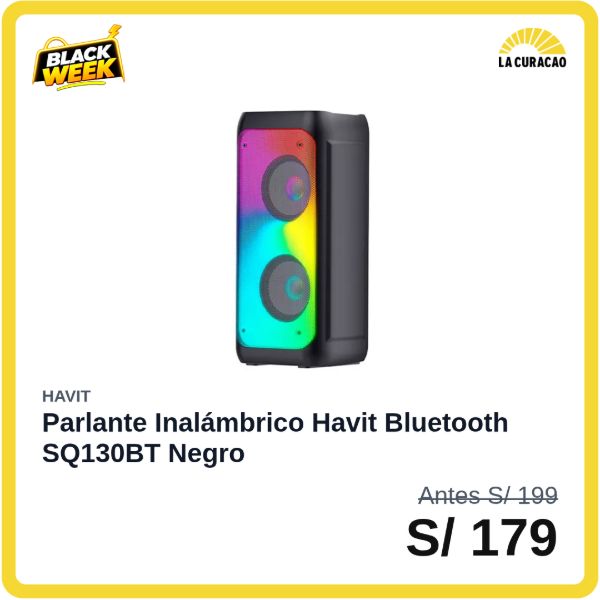 BLACK
WEEK
LA CURACAO
HAVIT
Parlante Inalámbrico Havit Bluetooth
SQ130BT Negro
Antes S/ 199
S/ 179